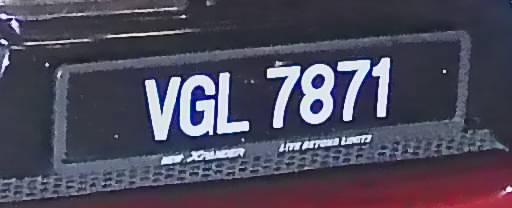 VGL 7871
NEW XPANDER LIVE BEYOND LIMITS